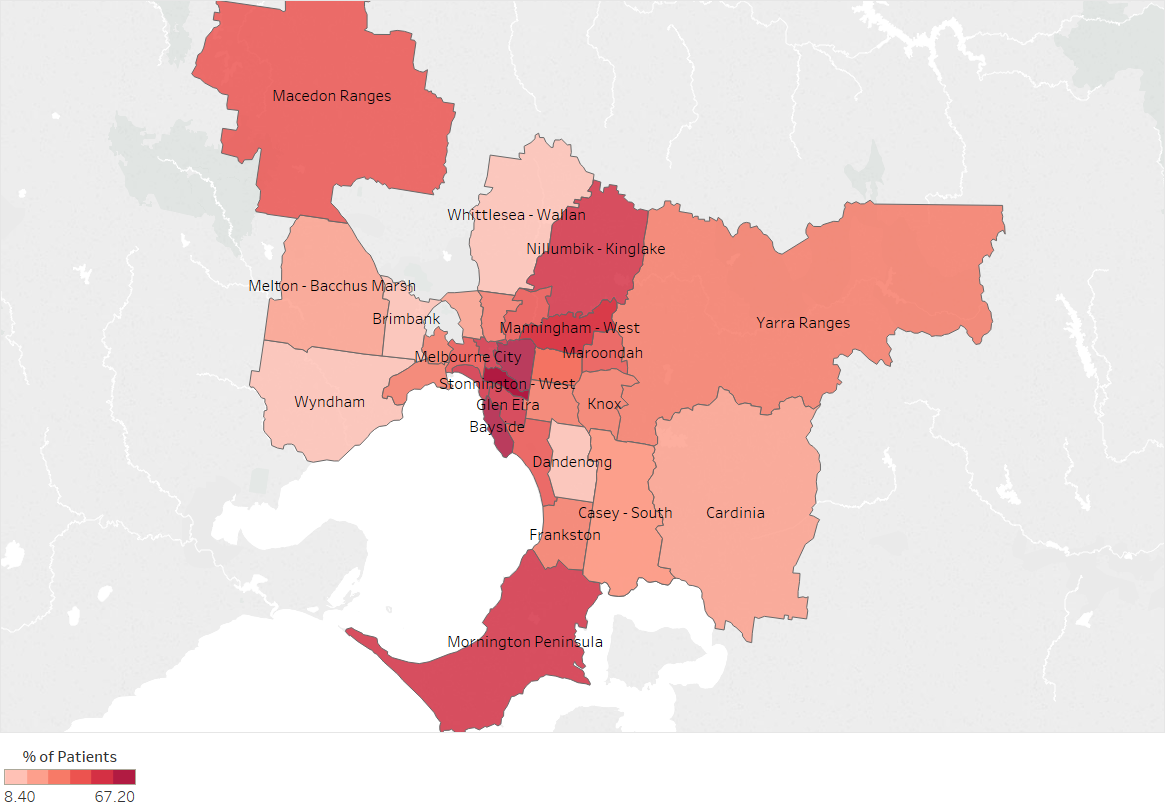 Macedon Ranges
Whittlesea - Wallan
Nillumbik - Kinglake
Melton - Bacchus Marsh
Brimbank
Yarra Ranges
Manningham - West
Maroondah
Melbourne City
Stonnington - West
Wyndham
Glen Eira
Knox
Bayside
Dandenong
Casey - South
Cardinia
Frankston
Mornington Peninsula
% of Patients
8.40 67.20